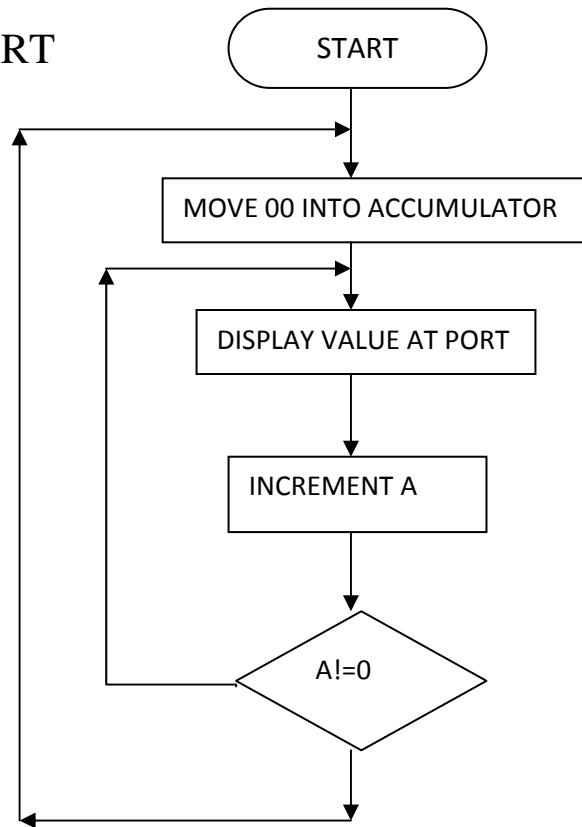 RT
START
MOVE 00 INTO ACCUMULATOR
DISPLAY VALUE AT PORT
INCREMENT A
A!=0